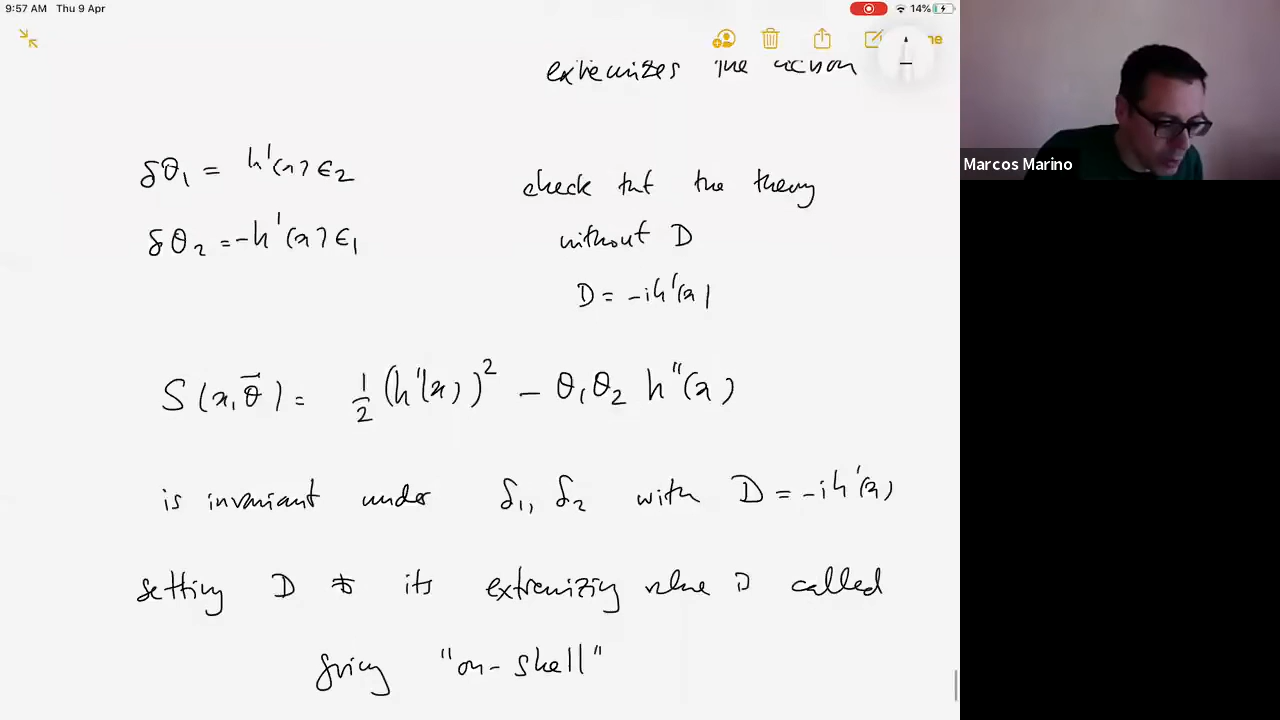 9:57 AM Thu 9 Apr
14%
ne
extremizes the action
δθ₁ = h'(x) ε₂
δθ₂ = -h'(x) ε₁
check that the theory
without D
D = -ih'(x)
S(x, θ̄) = ½ (h'(x))² - θ₁θ₂ h''(x)
is invariant under δ₁, δ₂ with D = -ih'(x)
setting D to its extremizing value is called
going "on-shell"
Marcos Marino